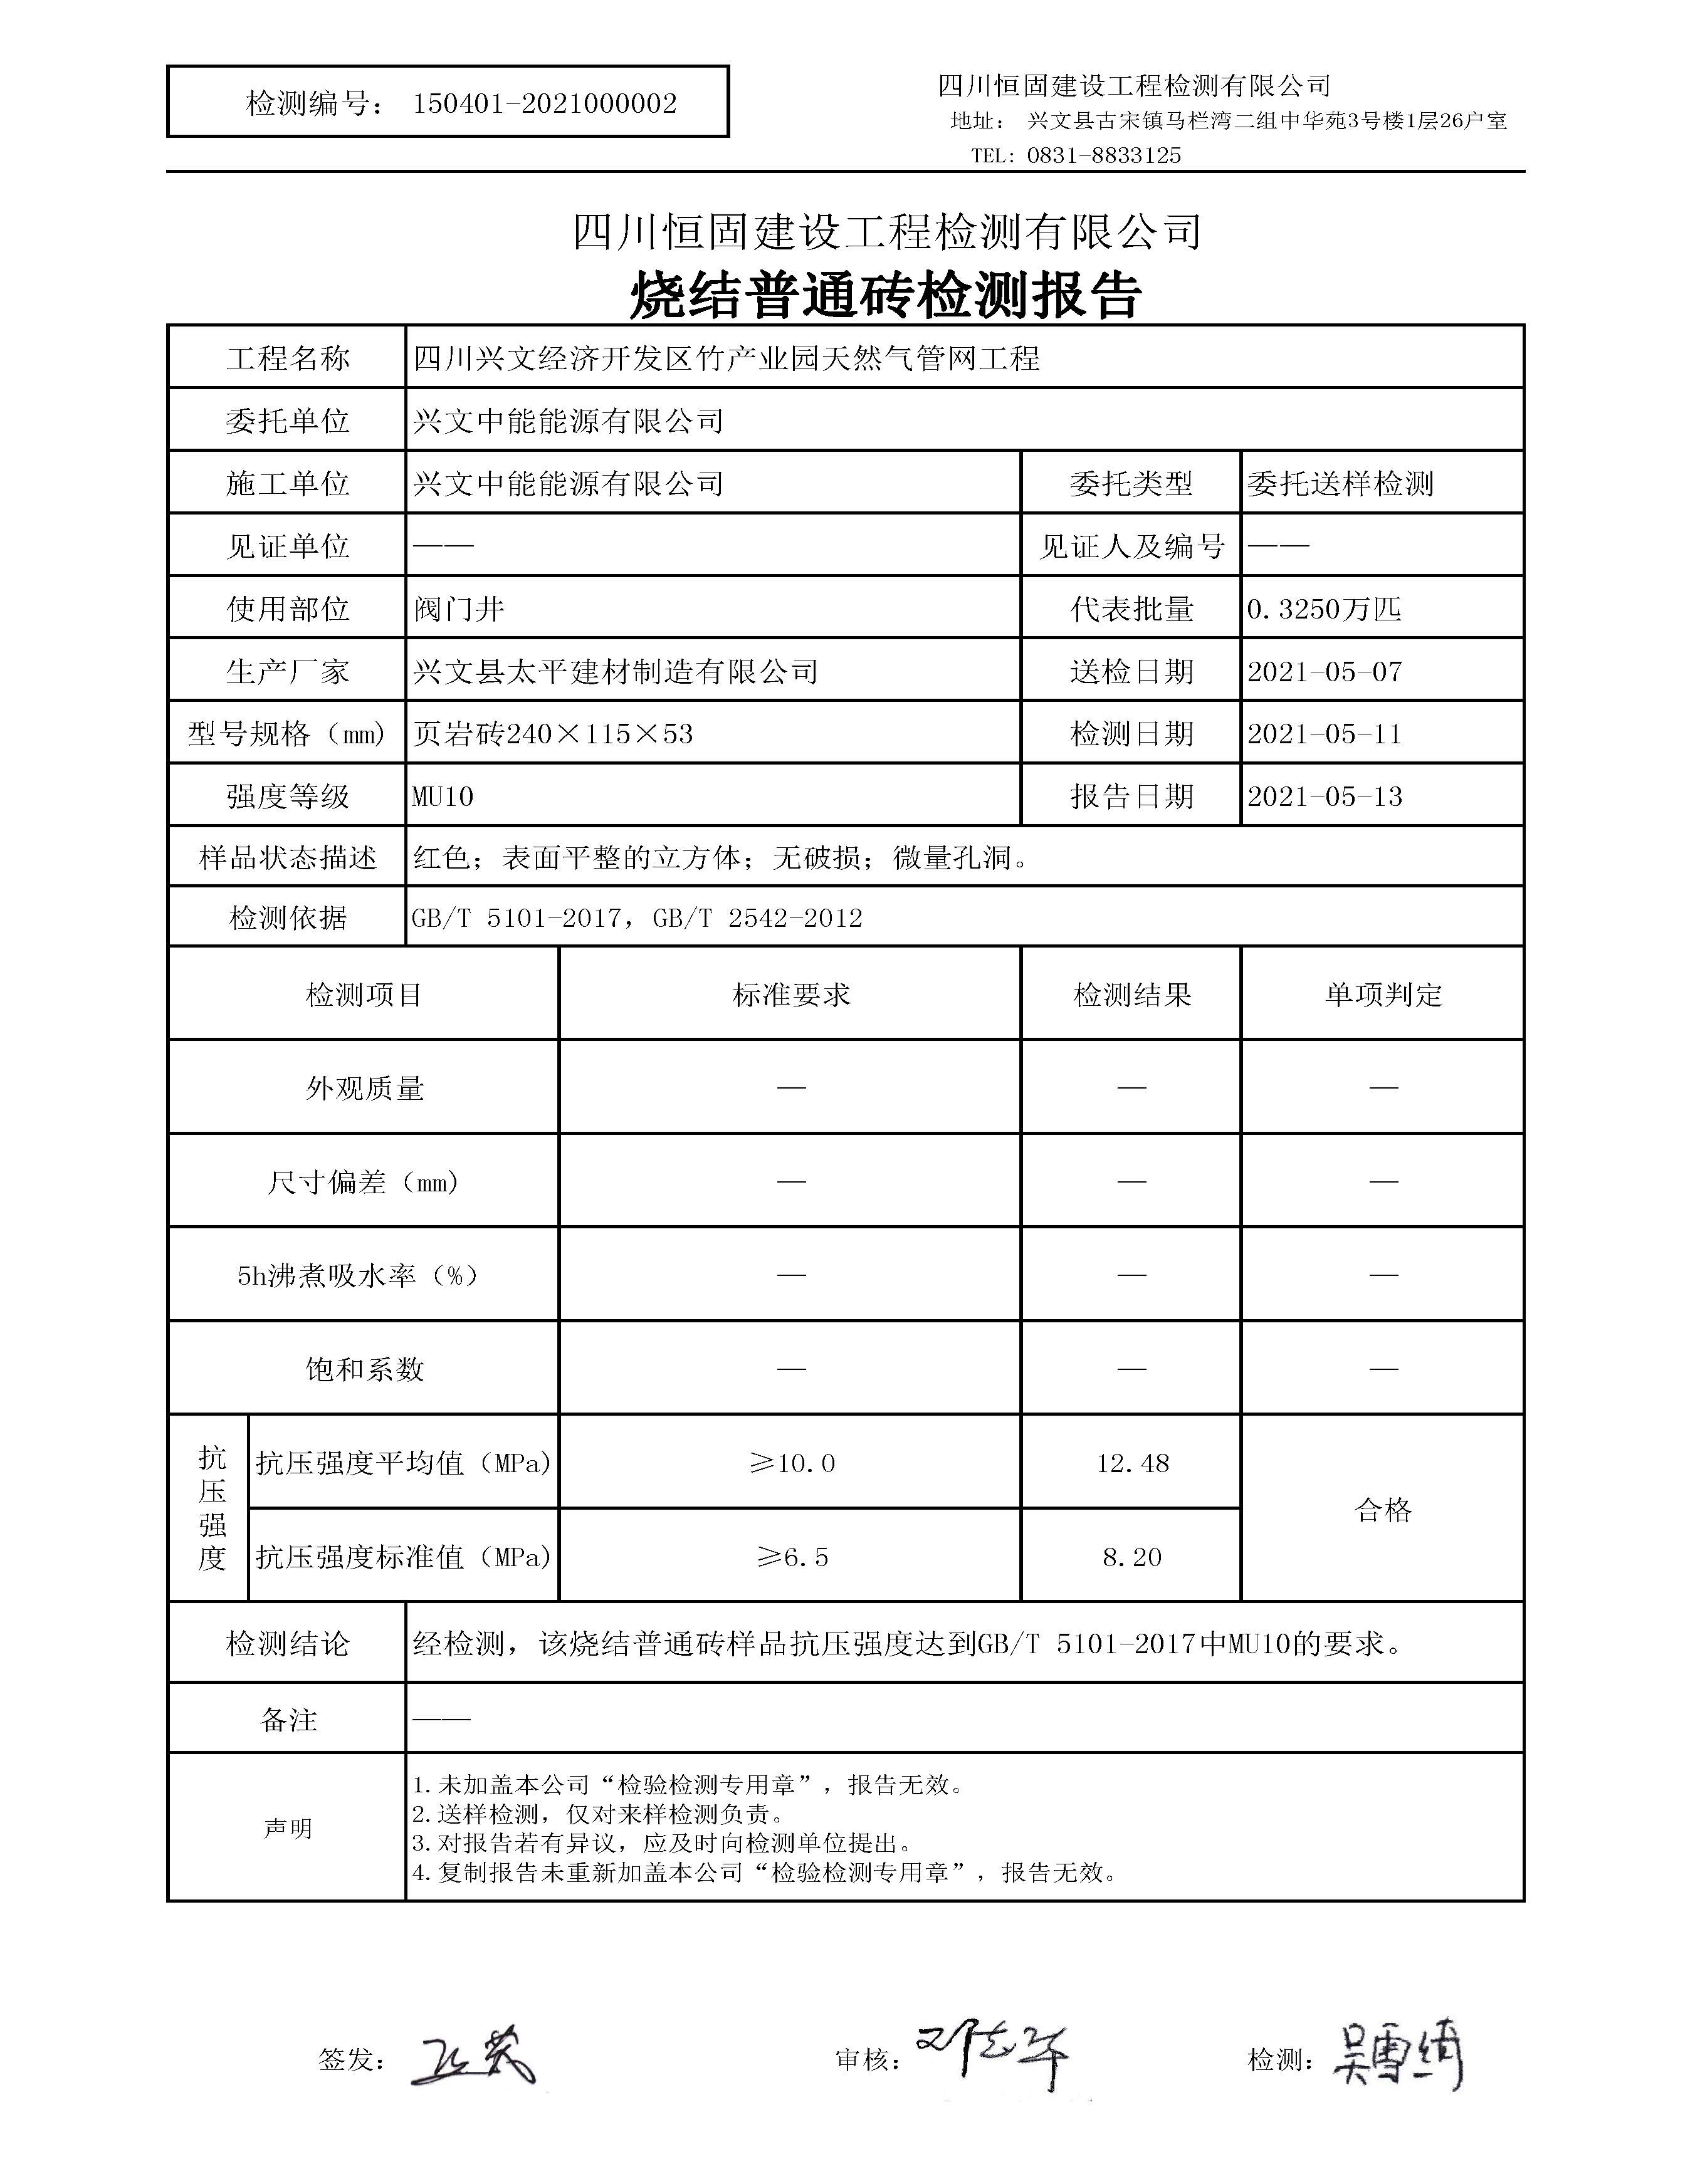 检测编号： 150401-2021000002
四川恒固建设工程检测有限公司
地址： 兴文县古宋镇马栏湾二组中华苑3号楼1层26户室
TEL: 0831-8833125
四川恒固建设工程检测有限公司
烧结普通砖检测报告
工程名称 四川兴文经济开发区竹产业园天然气管网工程
委托单位 兴文中能能源有限公司
施工单位 兴文中能能源有限公司 委托类型 委托送样检测
见证单位 —— 见证人及编号 ——
使用部位 阀门井 代表批量 0.3250万匹
生产厂家 兴文县太平建材制造有限公司 送检日期 2021-05-07
型号规格（mm） 页岩砖240×115×53 检测日期 2021-05-11
强度等级 MU10 报告日期 2021-05-13
样品状态描述 红色；表面平整的立方体；无破损；微量孔洞。
检测依据 GB/T 5101-2017，GB/T 2542-2012
检测项目 标准要求 检测结果 单项判定
外观质量 — — —
尺寸偏差（mm） — — —
5h沸煮吸水率（%） — — —
饱和系数 — — —
抗压强度 抗压强度平均值（MPa） ≥10.0 12.48 合格
抗压强度标准值（MPa） ≥6.5 8.20
检测结论 经检测，该烧结普通砖样品抗压强度达到GB/T 5101-2017中MU10的要求。
备注 ——
声明 1.未加盖本公司“检验检测专用章”，报告无效。
2.送样检测，仅对来样检测负责。
3.对报告若有异议，应及时向检测单位提出。
4.复制报告未重新加盖本公司“检验检测专用章”，报告无效。
签发： 审核： 检测：吴雪绮